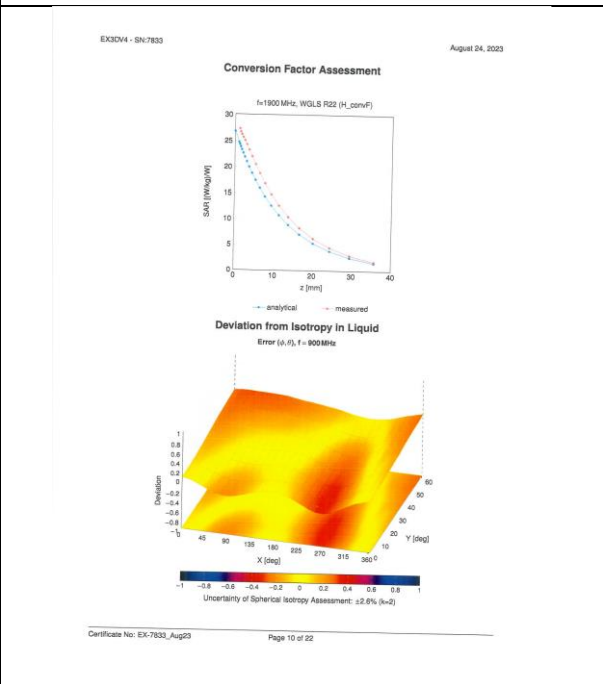 EX3DV4 - SN:7833
August 24, 2023
Conversion Factor Assessment
f=1900 MHz, WGLS R22 (H_convF)
30
25
20
15
10
5
0
SAR [(W/kg)/W]
0 10 20 30 40
z [mm]
analytical measured
Deviation from Isotropy in Liquid
Error (ϕ, θ), f = 900 MHz
1
0.8
0.6
0.4
0.2
0
−0.2
−0.4
−0.6
−0.8
−1
Deviation
0 45 90 135 180 225 270 315 360
X [deg]
0 10 20 30 40 50 60
Y [deg]
−1 −0.8 −0.6 −0.4 −0.2 0 0.2 0.4 0.6 0.8 1
Uncertainty of Spherical Isotropy Assessment: ±2.6% (k=2)
Certificate No: EX-7833_Aug23
Page 10 of 22